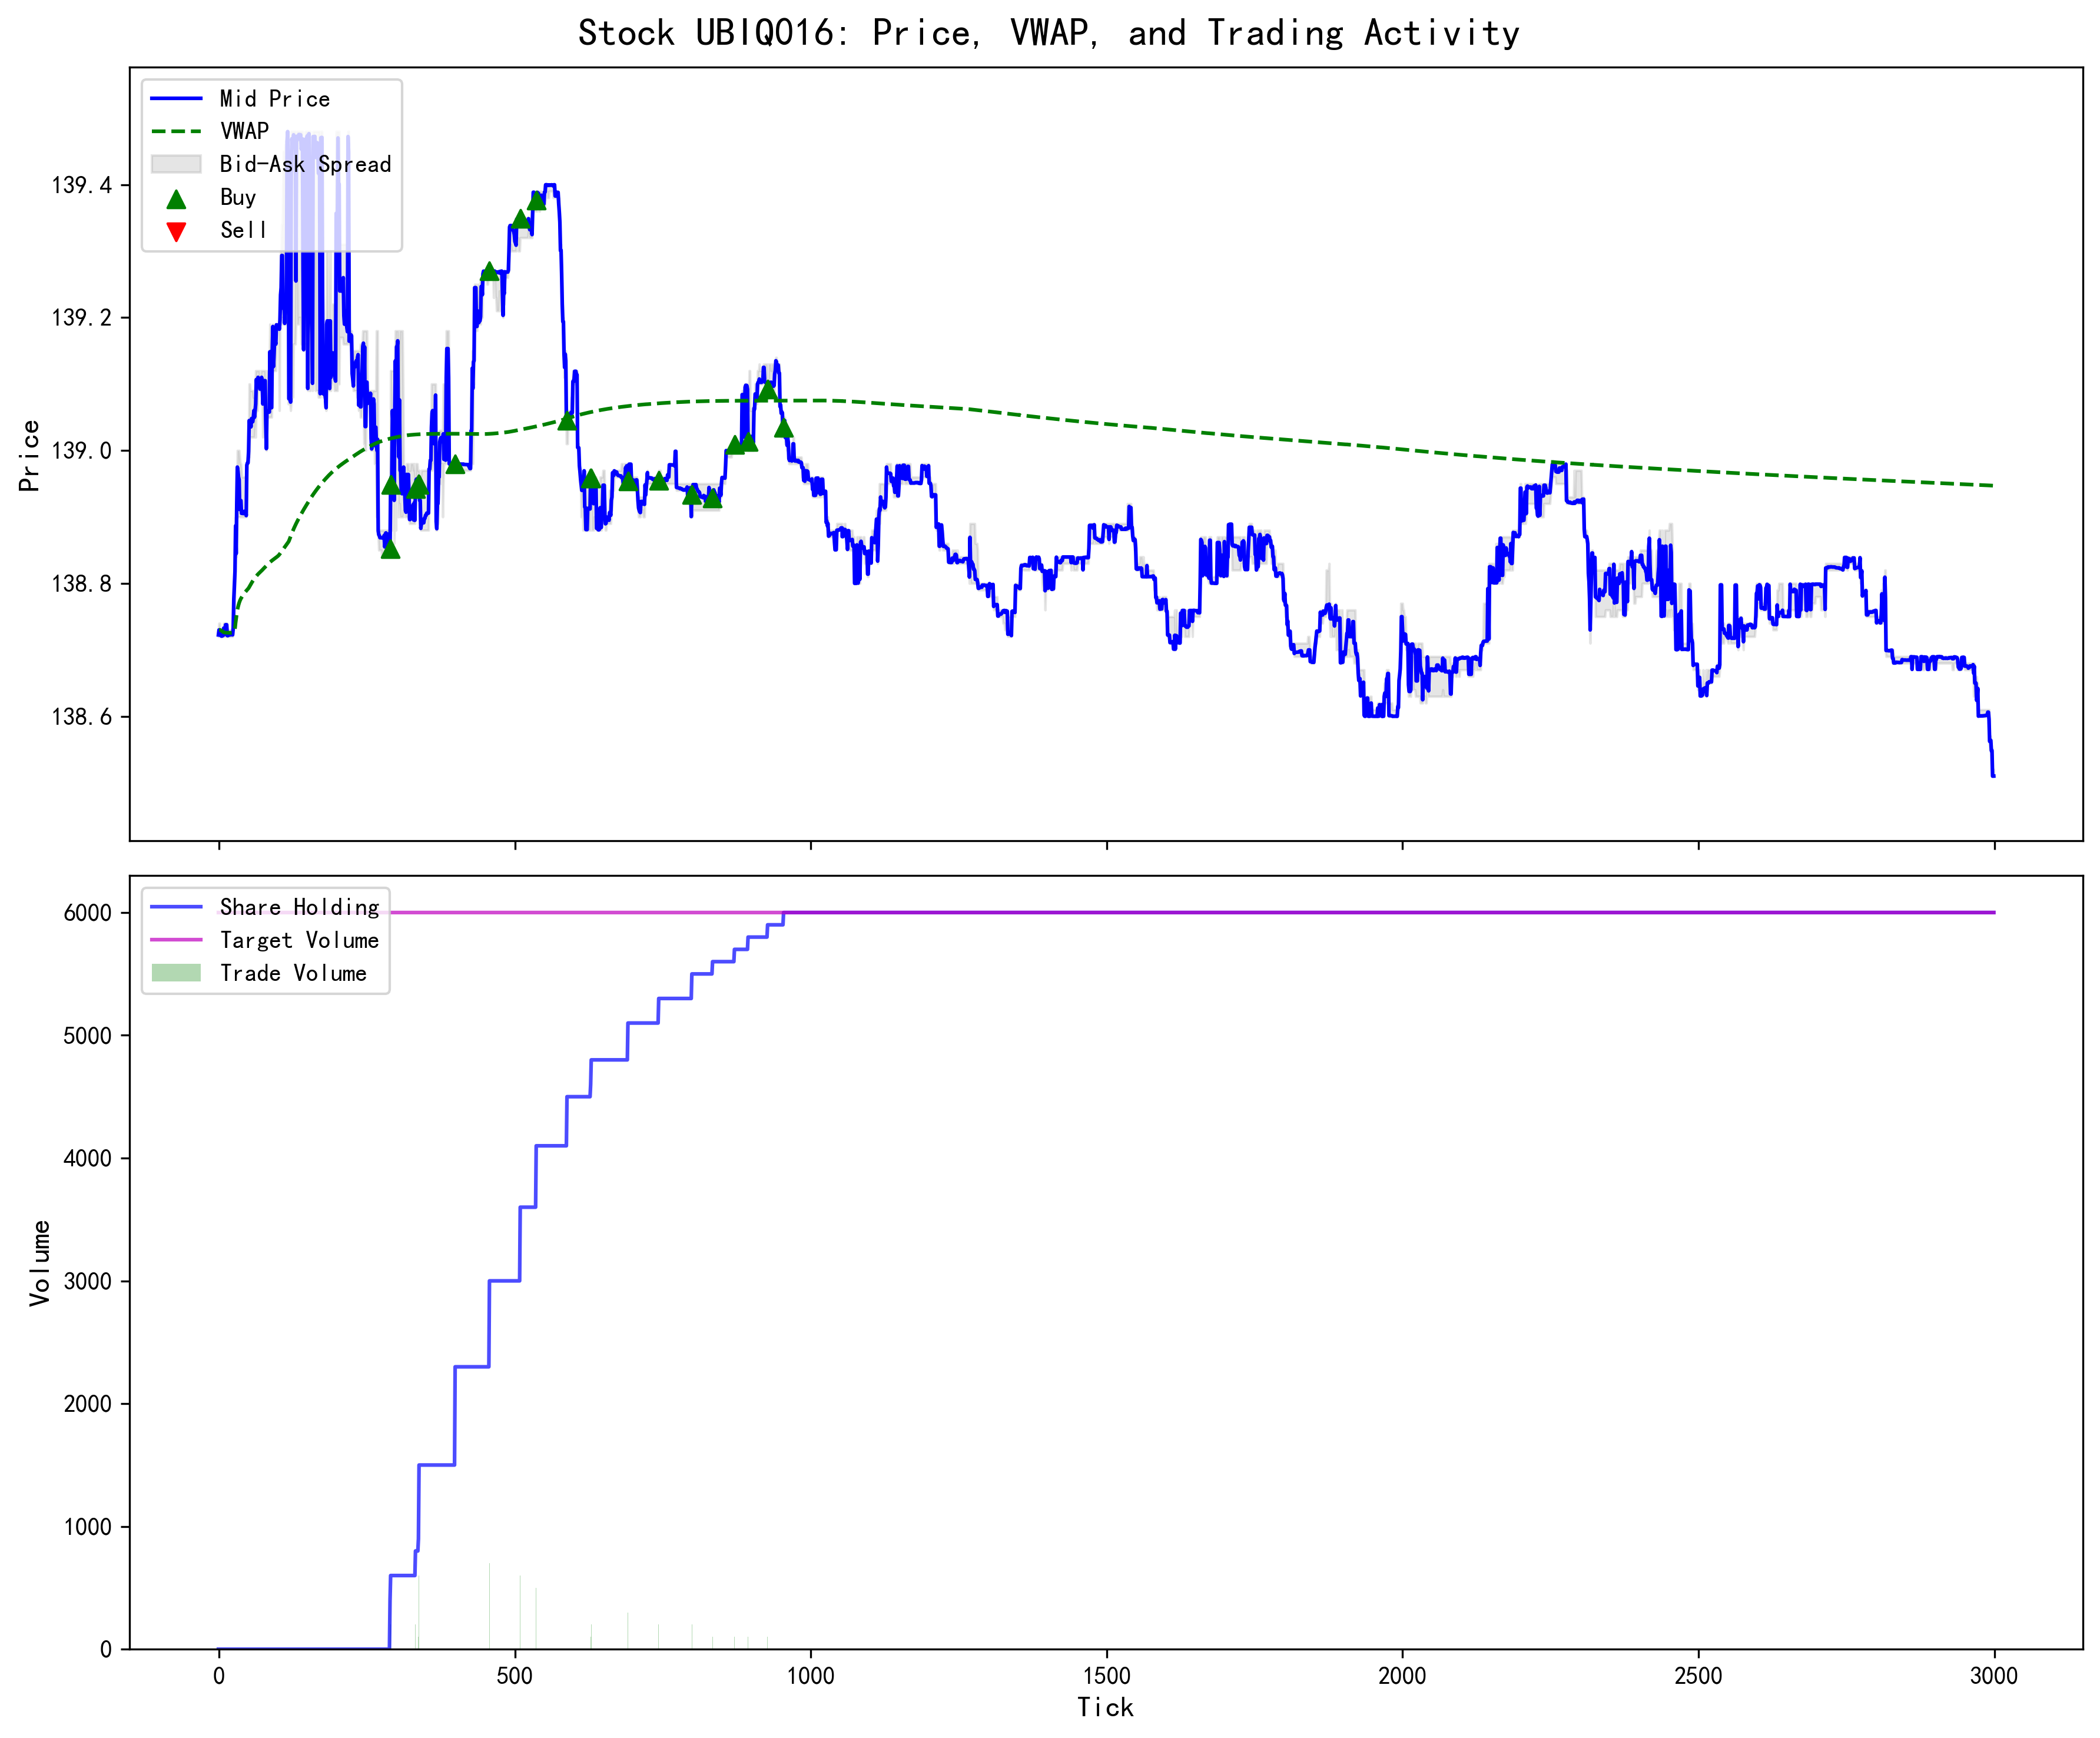 Stock UBIQ016: Price, VWAP, and Trading Activity
Mid Price
VWAP
Bid-Ask Spread
Buy
Sell
139.4
139.2
139.0
138.8
138.6
Price
Share Holding
Target Volume
Trade Volume
6000
5000
4000
3000
2000
1000
0
Volume
0 500 1000 1500 2000 2500 3000
Tick